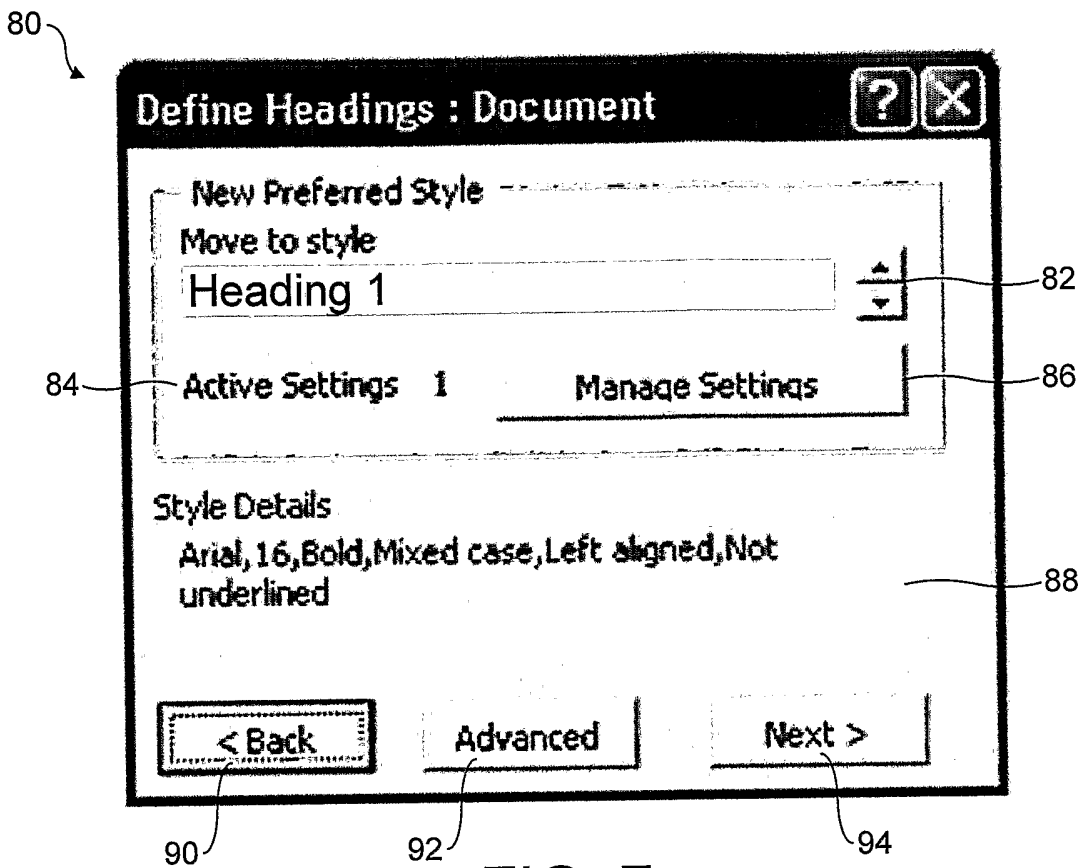 80
Define Headings : Document ? X
New Preferred Style
Move to style
Heading 1
82
84 Active Settings 1 Manage Settings 86
Style Details
Arial,16,Bold,Mixed case,Left aligned,Not
underlined
88
< Back Advanced Next >
90 92 94